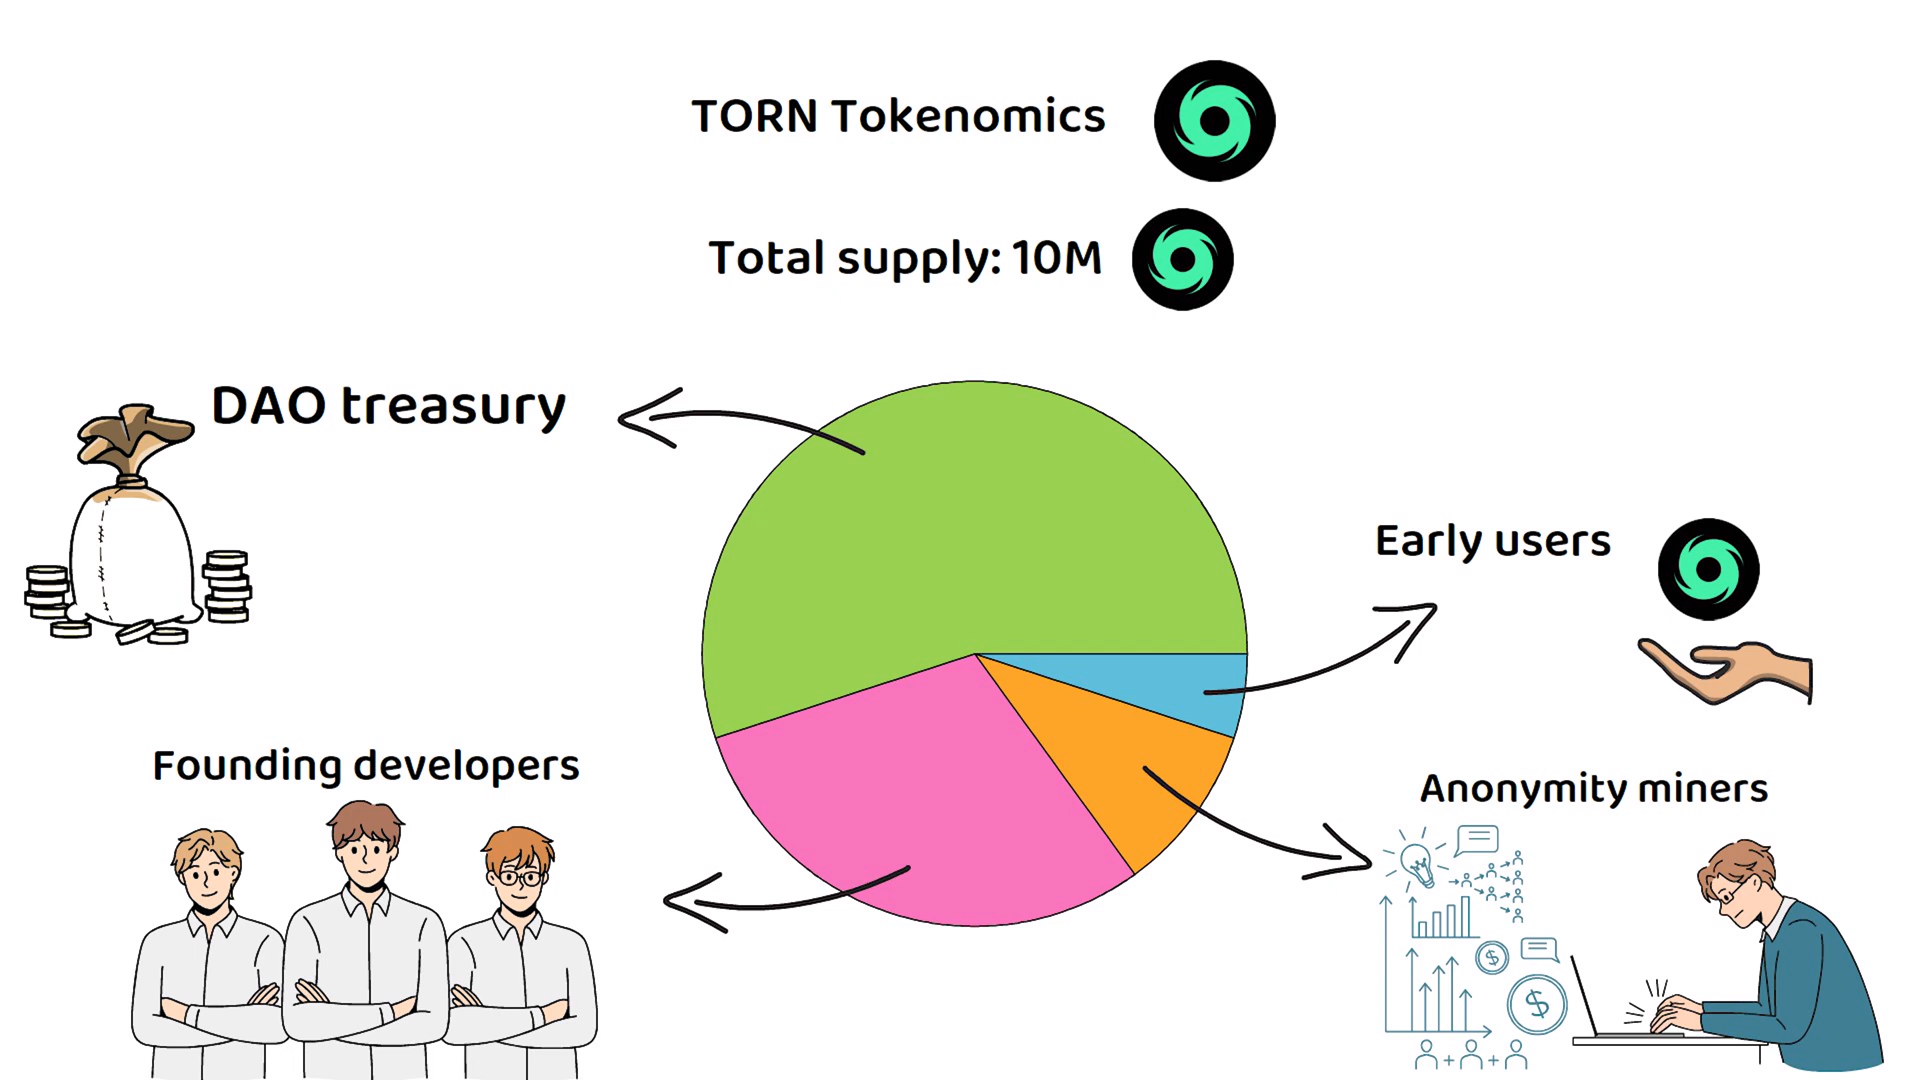 TORN Tokenomics
Total supply: 10M
DAO treasury
Early users
Founding developers
Anonymity miners